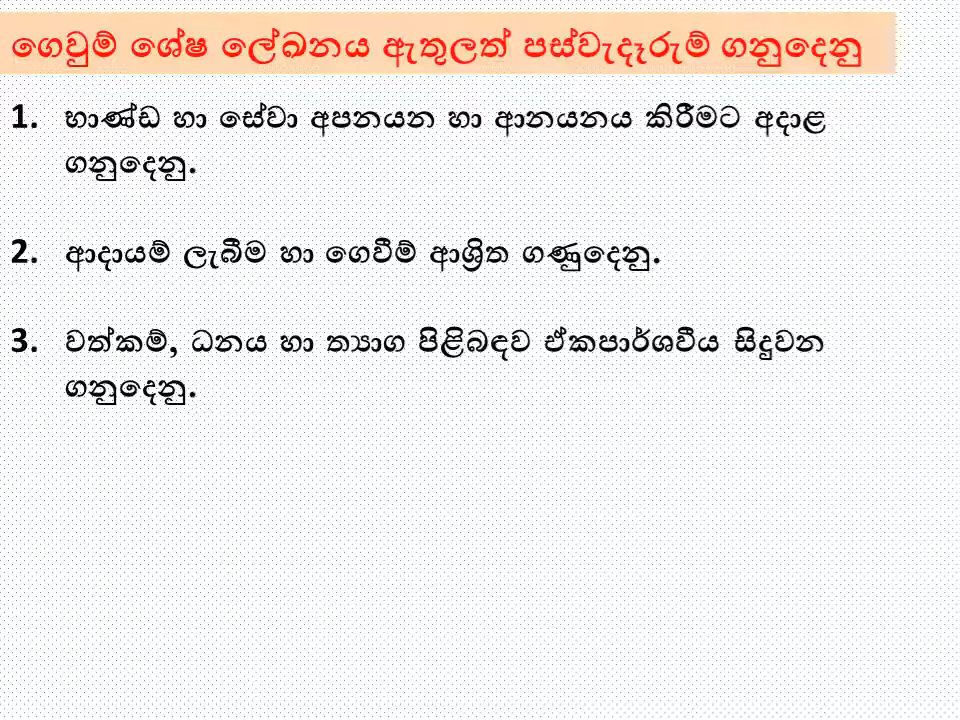 ගෙවුම් ශේෂ ලේඛනය ඇතුලත් පස්වැදෑරුම් ගනුදෙනු
1. භාණ්ඩ හා සේවා අපනයන හා ආනයනය කිරීමට අදාළ
ගනුදෙනු.
2. ආදායම් ලැබීම හා ගෙවීම් ආශ්‍රිත ගණුදෙනු.
3. වත්කම්, ධනය හා ත්‍යාග පිළිබඳව ඒකපාර්ශවීය සිදුවන
ගනුදෙනු.